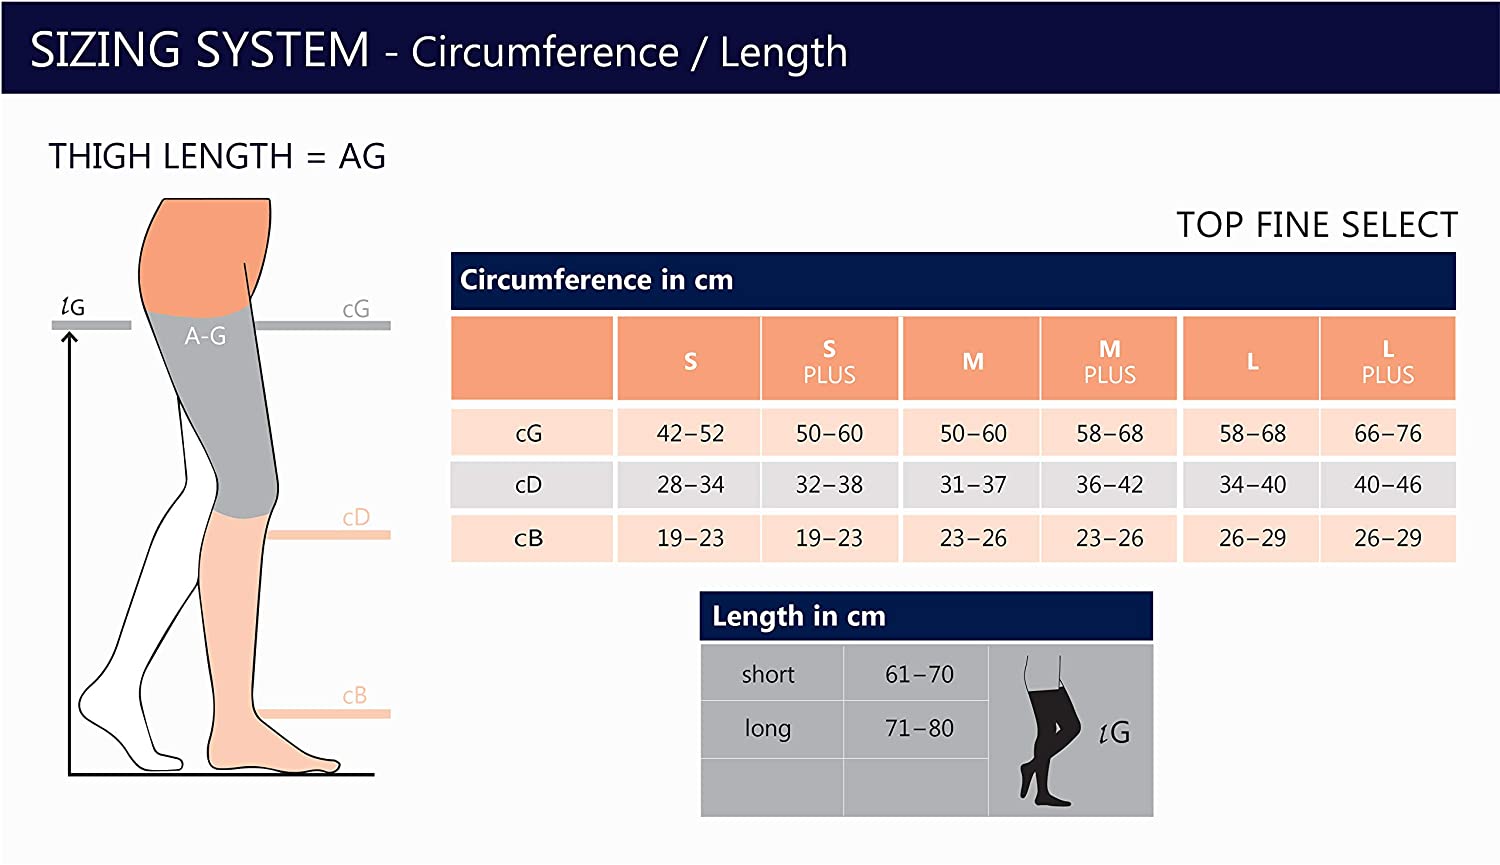 SIZING SYSTEM - Circumference / Length
THIGH LENGTH = AG
lG
cG
A-G
cD
cB
TOP FINE SELECT
Circumference in cm
S S PLUS M M PLUS L L PLUS
cG 42–52 50–60 50–60 58–68 58–68 66–76
cD 28–34 32–38 31–37 36–42 34–40 40–46
cB 19–23 19–23 23–26 23–26 26–29 26–29
Length in cm
short 61–70
long 71–80
lG